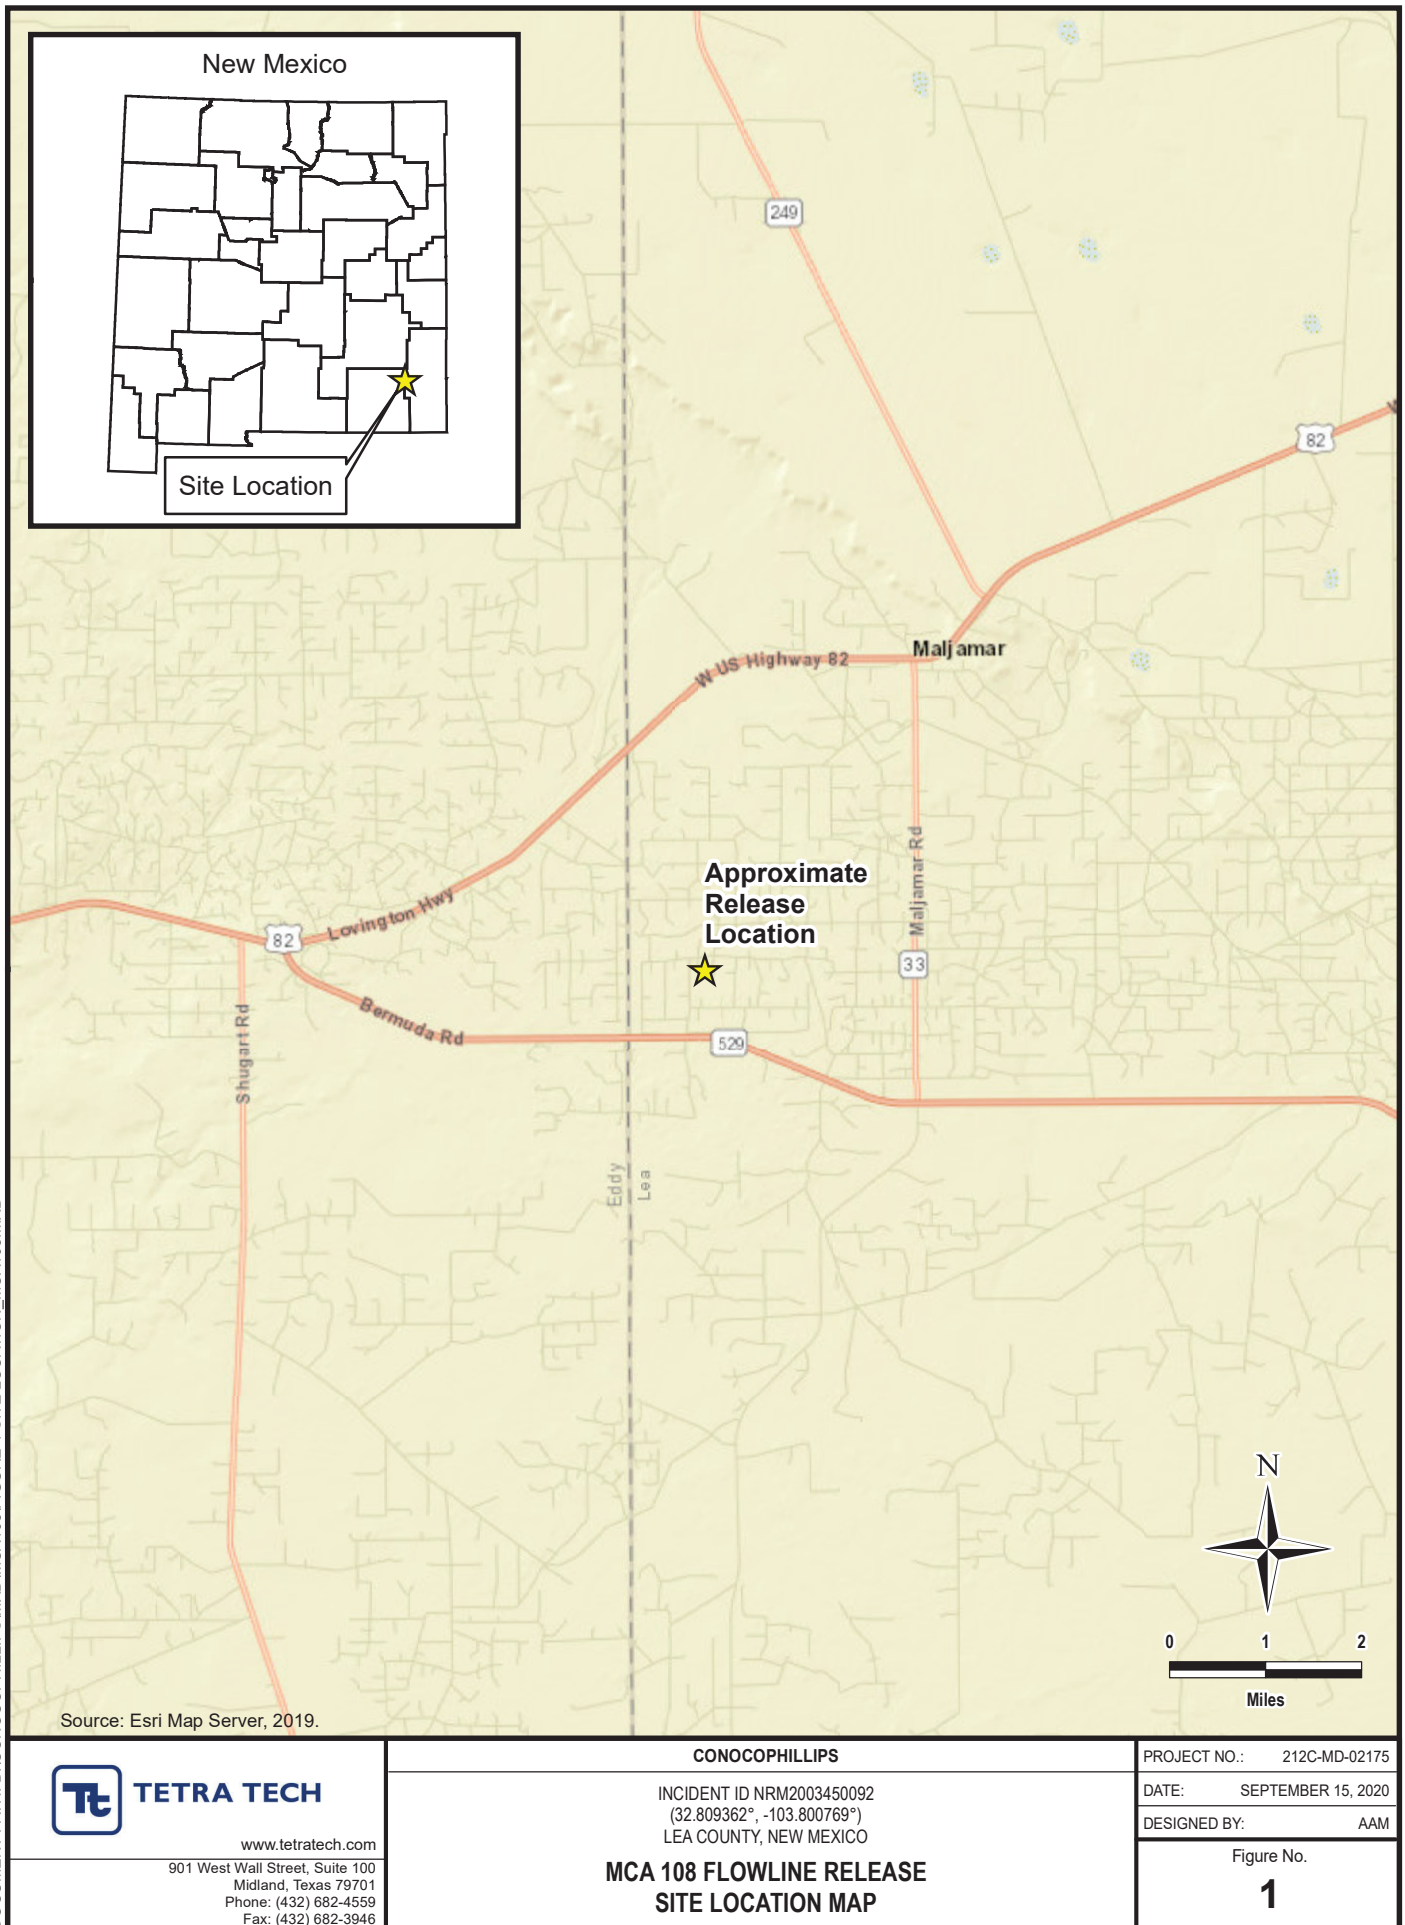 New Mexico
Site Location
249
82
Maljamar
W US Highway 82
Approximate
Release
Location
Maljamar Rd
33
82
Lovington Hwy
Bermuda Rd
529
Shugart Rd
Eddy
Lea
N
0 1 2
Miles
Source: Esri Map Server, 2019.
Tt TETRA TECH
www.tetratech.com
901 West Wall Street, Suite 100
Midland, Texas 79701
Phone: (432) 682-4559
Fax: (432) 682-3946
CONOCOPHILLIPS
INCIDENT ID NRM2003450092
(32.809362°, -103.800769°)
LEA COUNTY, NEW MEXICO
MCA 108 FLOWLINE RELEASE
SITE LOCATION MAP
PROJECT NO.: 212C-MD-02175
DATE: SEPTEMBER 15, 2020
DESIGNED BY: AAM
Figure No.
1